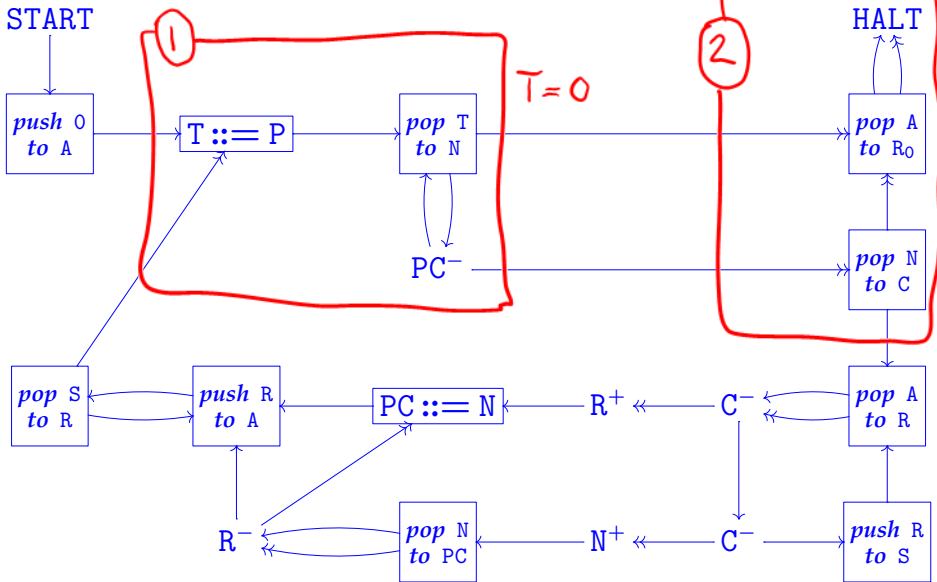 START
HALT
1
2
T=0
push 0
to A
T ::= P
pop T
to N
pop A
to R₀
PC⁻
pop N
to C
pop S
to R
push R
to A
PC ::= N
R⁺
C⁻
pop A
to R
R⁻
pop N
to PC
N⁺
C⁻
push R
to S